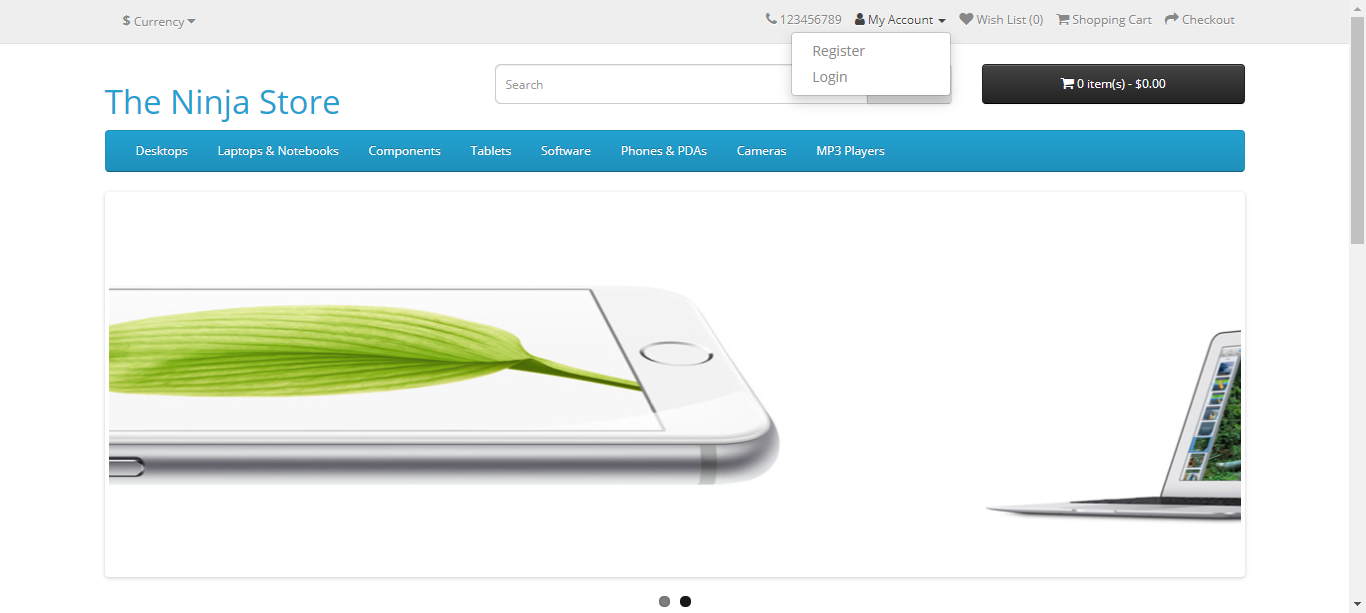 $ Currency
123456789 My Account Wish List (0) Shopping Cart Checkout
Register
Login
The Ninja Store
Search
0 item(s) - $0.00
Desktops Laptops & Notebooks Components Tablets Software Phones & PDAs Cameras MP3 Players